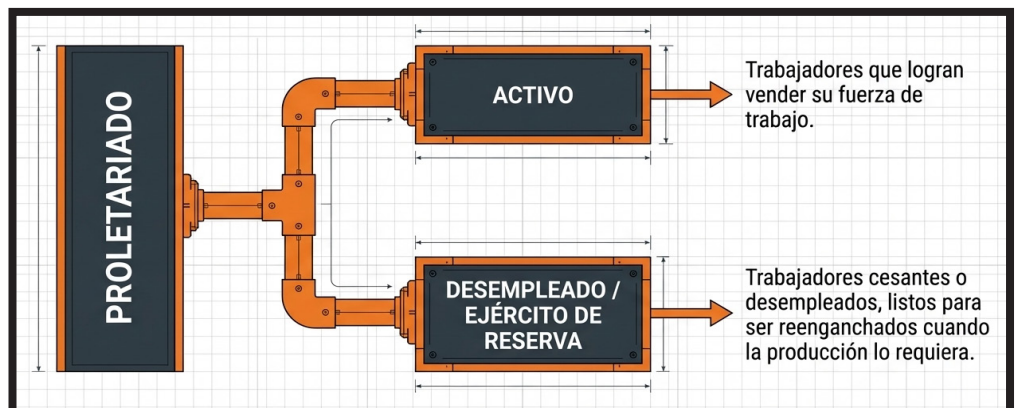 PROLETARIADO
ACTIVO
Trabajadores que logran
vender su fuerza de
trabajo.
DESEMPLEADO /
EJÉRCITO DE
RESERVA
Trabajadores cesantes o
desempleados, listos para
ser reenganchados cuando
la producción lo requiera.